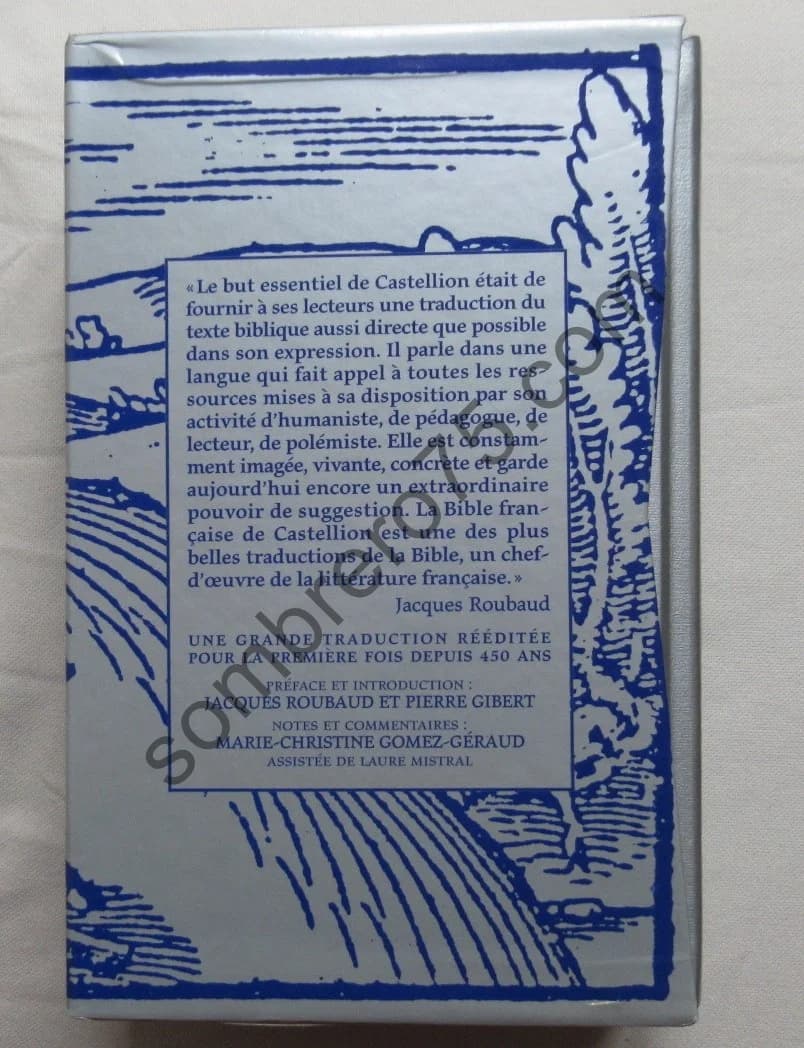 «Le but essentiel de Castellion était de
fournir à ses lecteurs une traduction du
texte biblique aussi directe que possible
dans son expression. Il parle dans une
langue qui fait appel à toutes les res-
sources mises à sa disposition par son
activité d'humaniste, de pédagogue, de
lecteur, de polémiste. Elle est constam-
ment imagée, vivante, concrète et garde
aujourd'hui encore un extraordinaire
pouvoir de suggestion. La Bible fran-
çaise de Castellion est une des plus
belles traductions de la Bible, un chef-
d'œuvre de la littérature française.»
Jacques Roubaud
UNE GRANDE TRADUCTION RÉÉDITÉE
POUR LA PREMIÈRE FOIS DEPUIS 450 ANS
PRÉFACE ET INTRODUCTION :
JACQUES ROUBAUD ET PIERRE GIBERT
NOTES ET COMMENTAIRES :
MARIE-CHRISTINE GOMEZ-GÉRAUD
ASSISTÉE DE LAURE MISTRAL
sombrero75.com